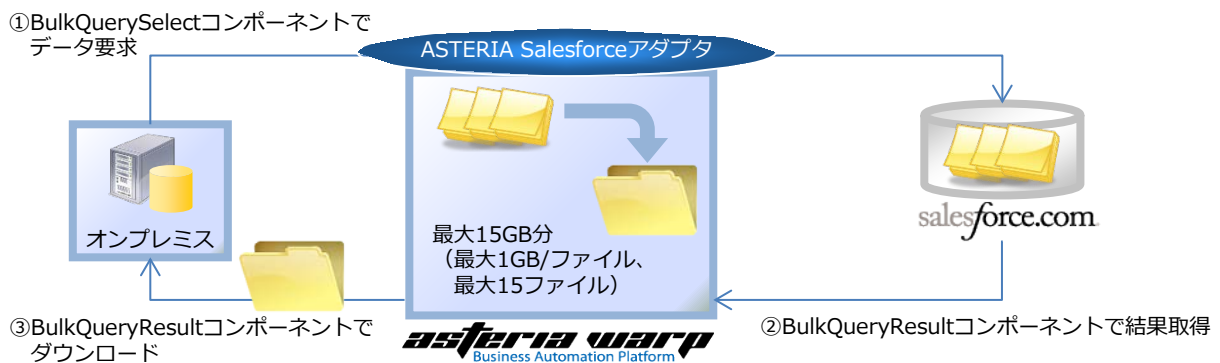 ①BulkQuerySelectコンポーネントで
データ要求
ASTERIA Salesforceアダプタ
オンプレミス
最大15GB分
（最大1GB/ファイル、
最大15ファイル）
salesforce.com
③BulkQueryResultコンポーネントで
ダウンロード
asteria warp
Business Automation Platform
②BulkQueryResultコンポーネントで結果取得